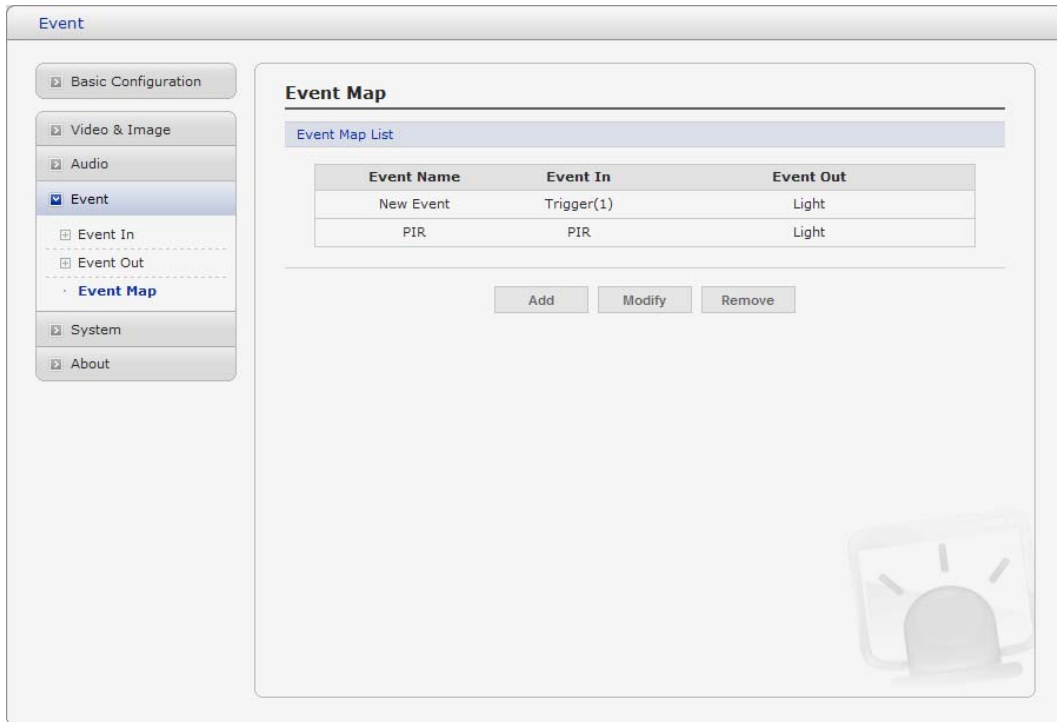 Event
Basic Configuration
Video & Image
Audio
Event
Event In
Event Out
Event Map
System
About
Event Map
Event Map List
Event Name Event In Event Out
New Event Trigger(1) Light
PIR PIR Light
Add Modify Remove